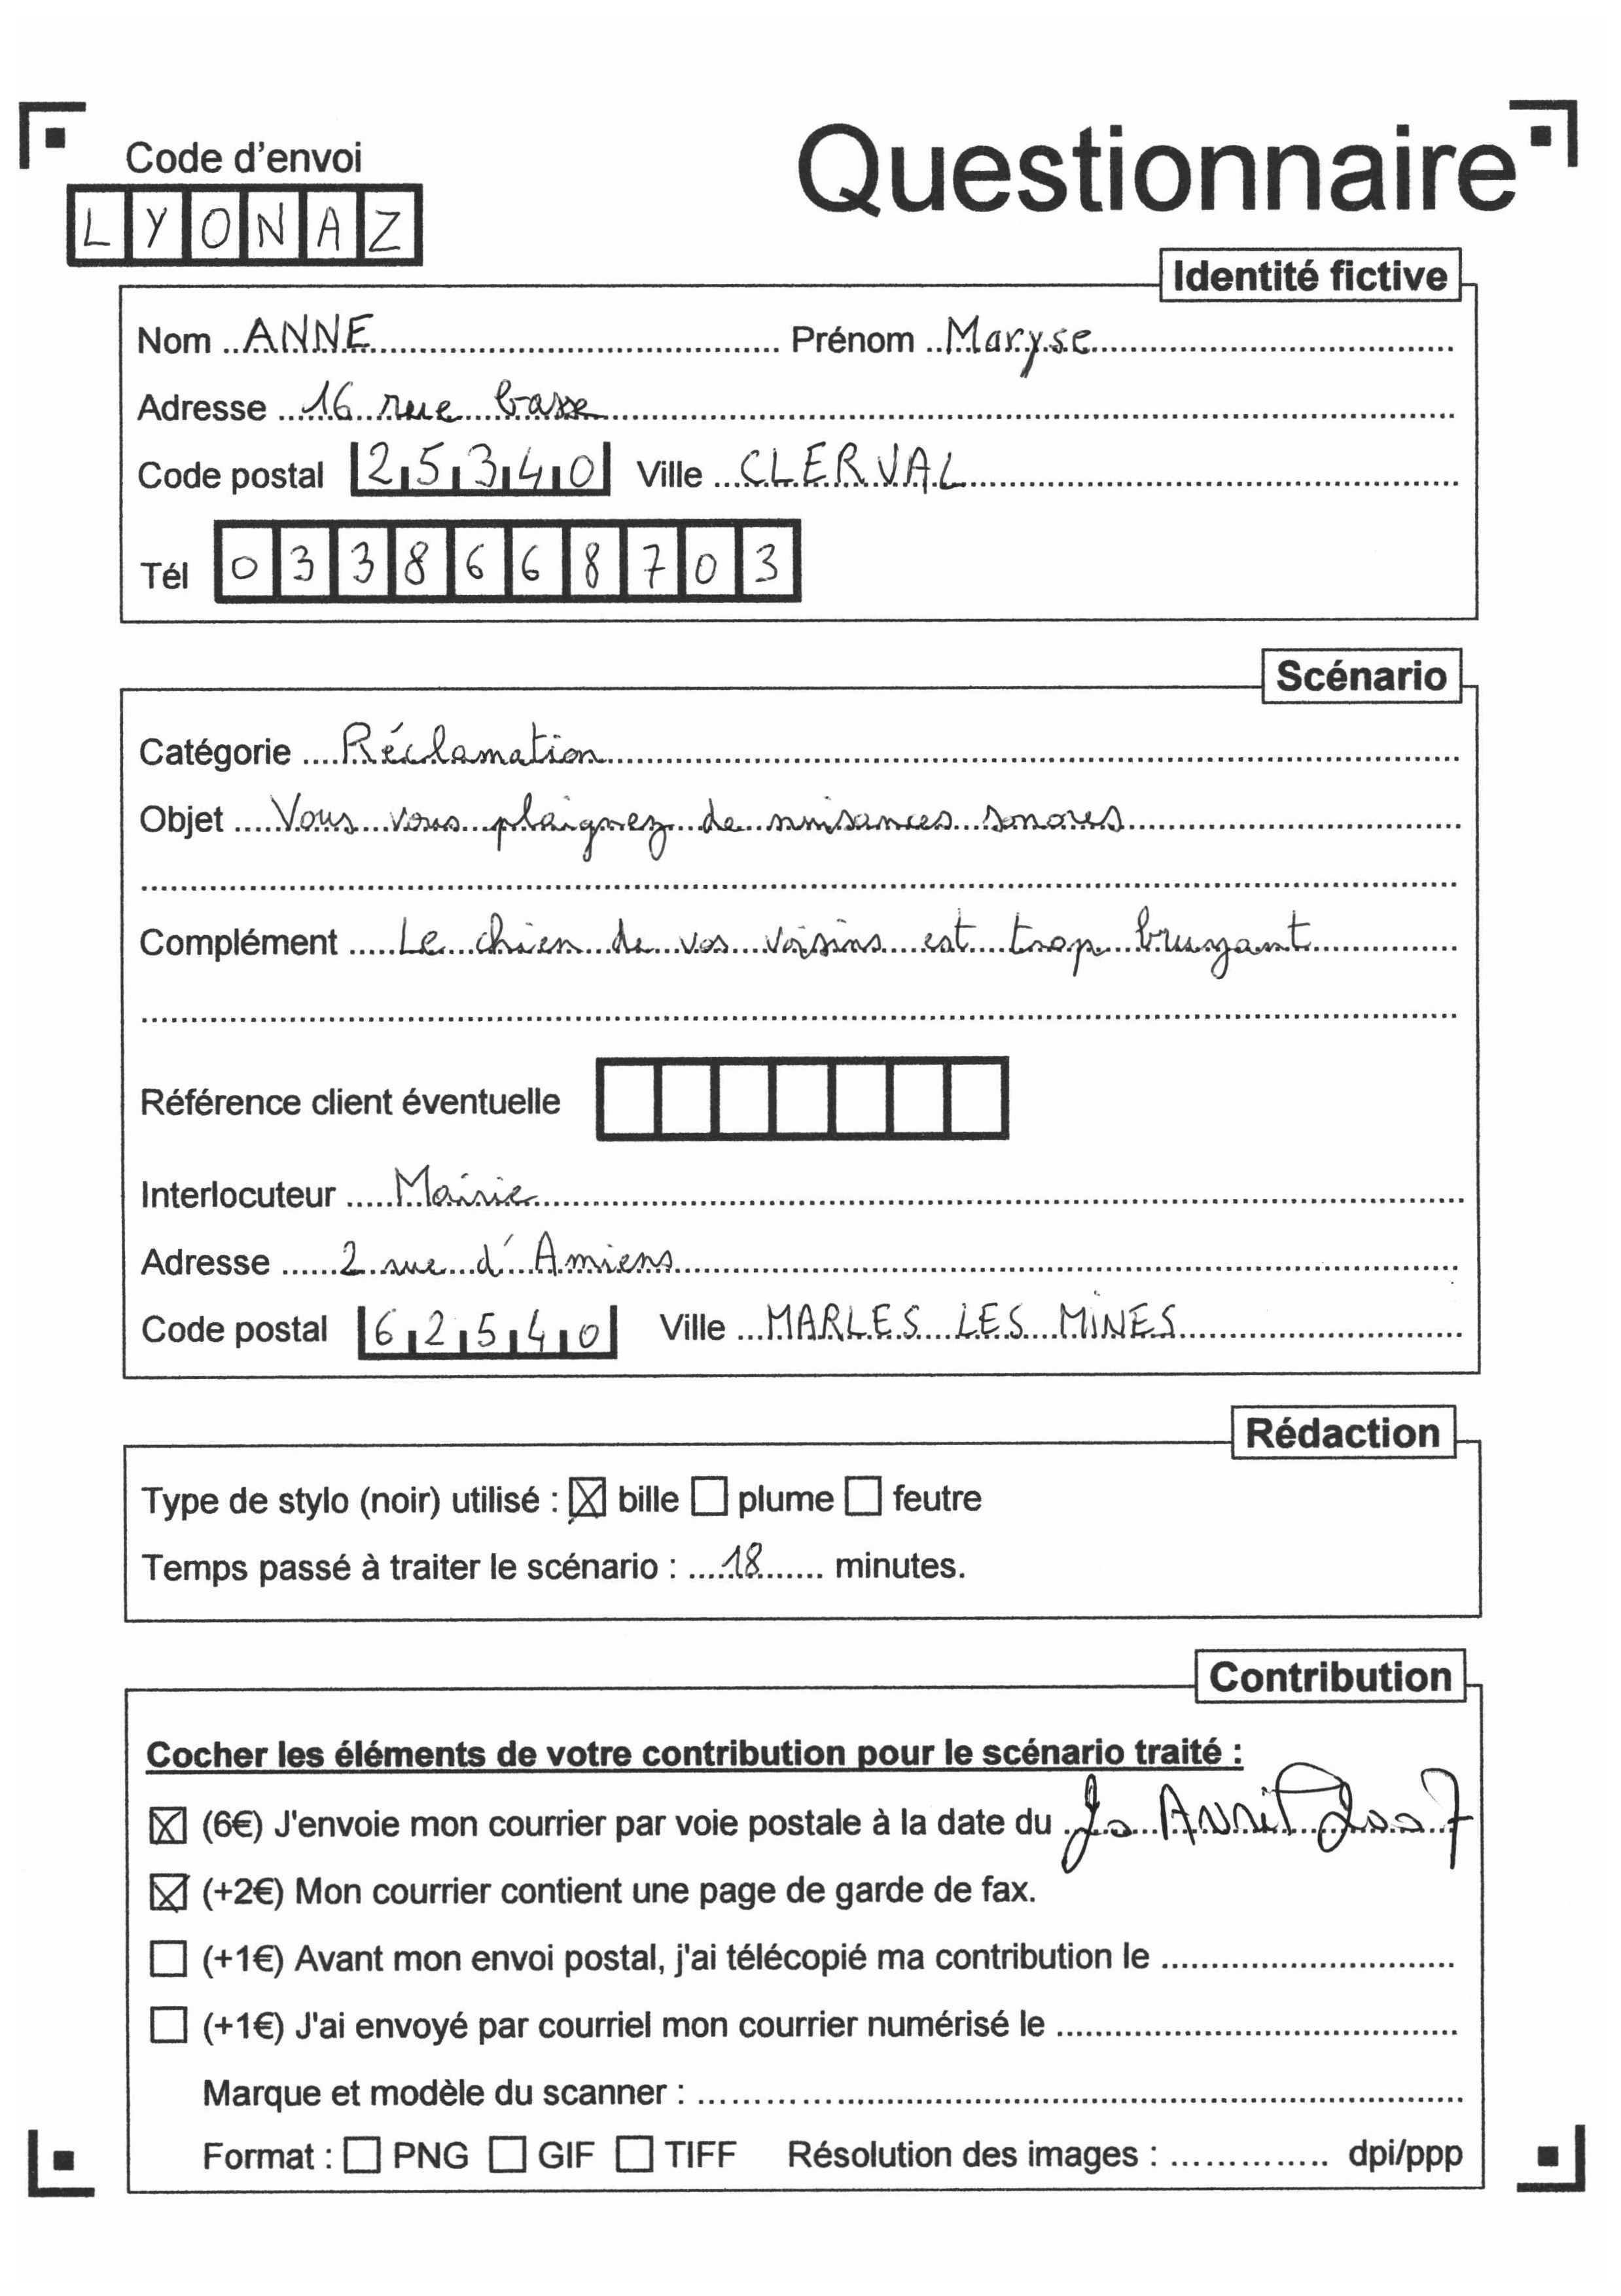 Code d'envoi
Questionnaire
LYONAZ
Identité fictive
Nom ANNE Prénom Maryse
Adresse 16 rue basse
Code postal 25340 Ville CLERVAL
Tél 0338668703
Scénario
Catégorie Réclamation
Objet Vous vous plaignez de nuisances sonores
Complément Le chien de vos voisins est trop bruyant
Référence client éventuelle
Interlocuteur Mairie
Adresse 2 rue d'Amiens
Code postal 62540 Ville MARLES LES MINES
Rédaction
Type de stylo (noir) utilisé : ☒ bille ☐ plume ☐ feutre
Temps passé à traiter le scénario : 18 minutes.
Contribution
Cocher les éléments de votre contribution pour le scénario traité :
☒ (6€) J'envoie mon courrier par voie postale à la date du 2007
☒ (+2€) Mon courrier contient une page de garde de fax.
☐ (+1€) Avant mon envoi postal, j'ai télécopié ma contribution le
☐ (+1€) J'ai envoyé par courriel mon courrier numérisé le
Marque et modèle du scanner :
Format : ☐ PNG ☐ GIF ☐ TIFF Résolution des images : dpi/ppp